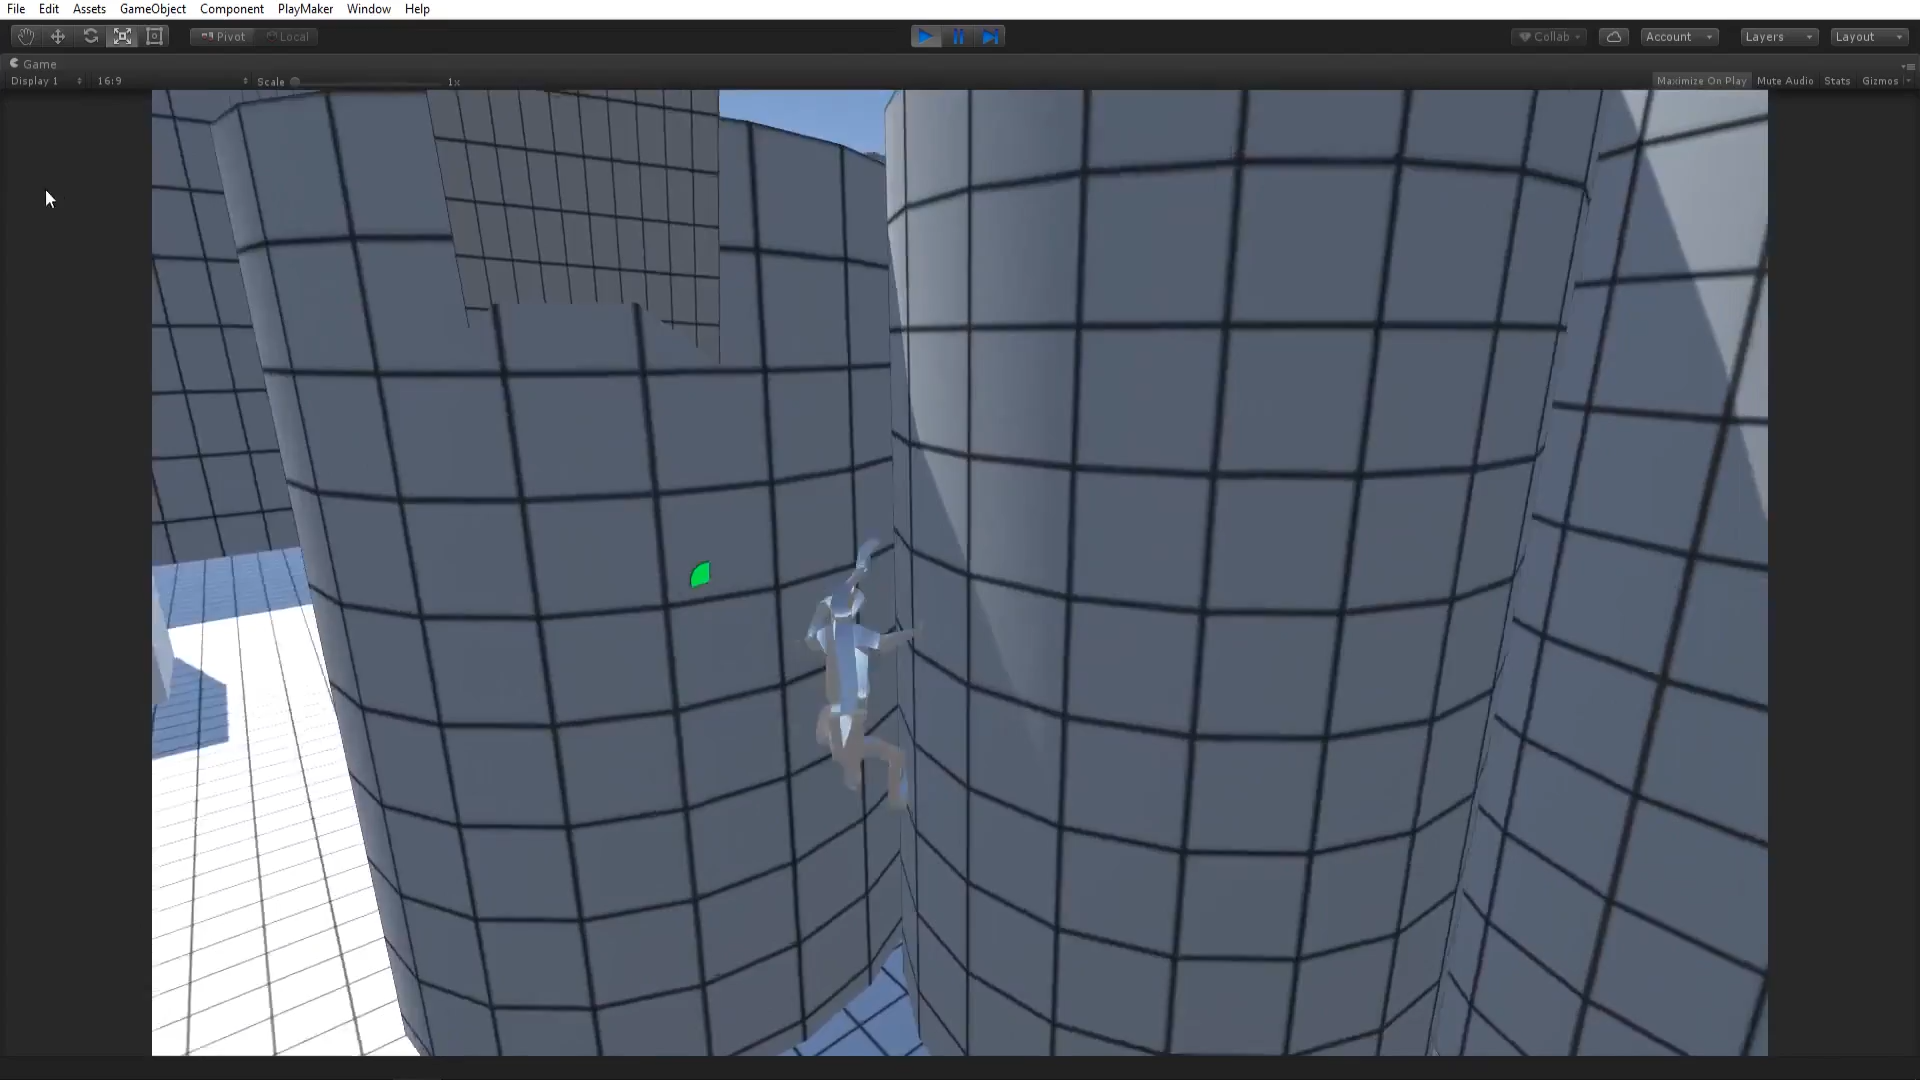 File Edit Assets GameObject Component PlayMaker Window Help
Pivot Local Collab Account Layers Layout
Game
Display 1 16:9 Scale 1x Maximize On Play Mute Audio Stats Gizmos